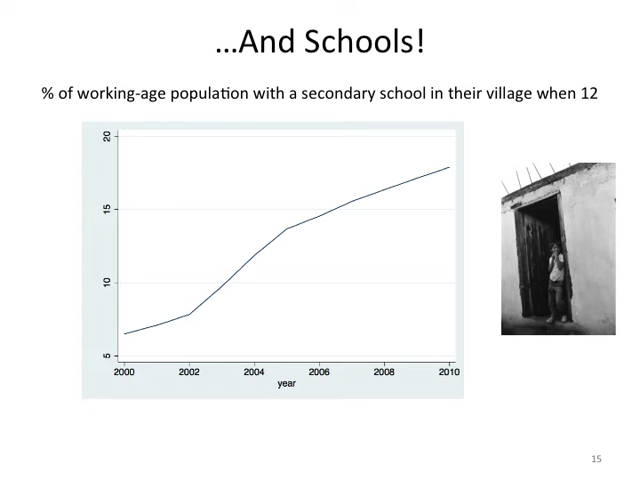 ...And Schools!
% of working-age population with a secondary school in their village when 12
20
15
10
5
2000 2002 2004 2006 2008 2010
year
15